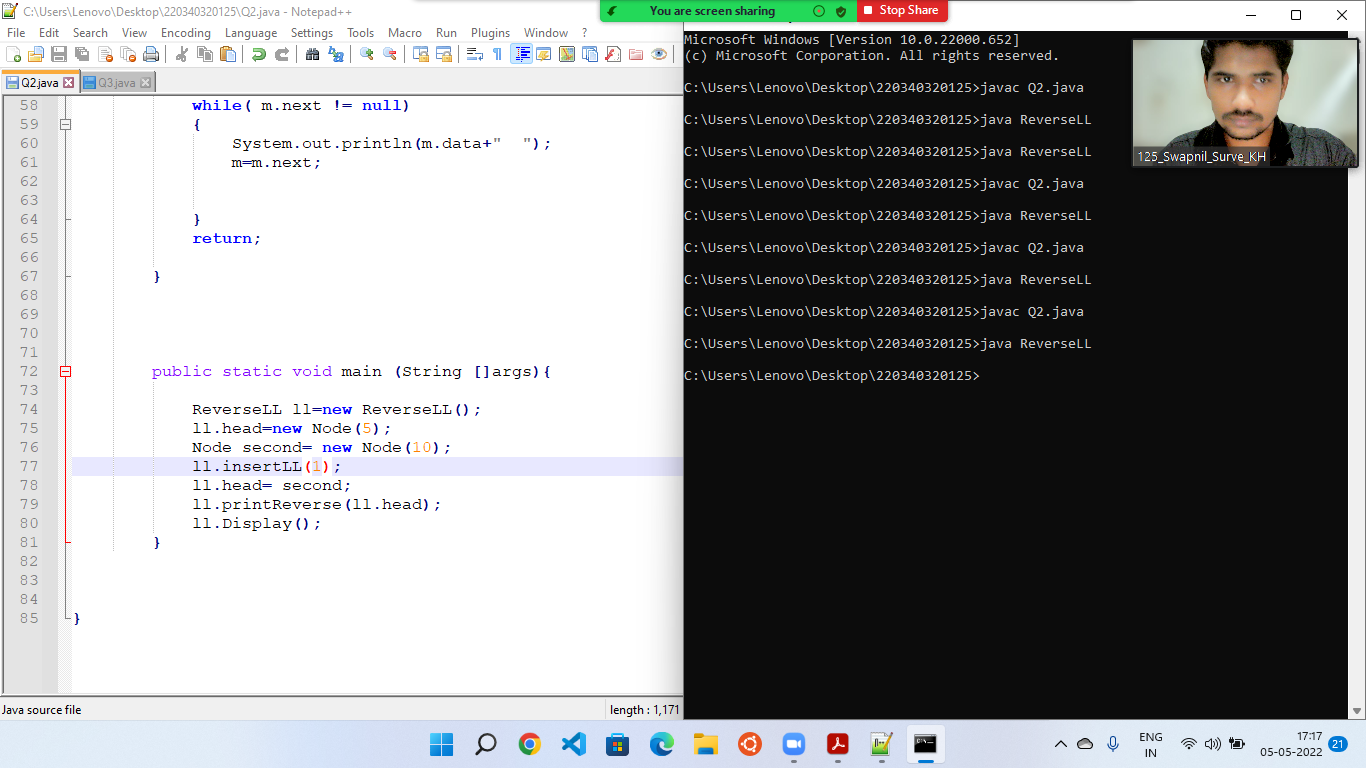 C:\Users\Lenovo\Desktop\220340320125\Q2.java - Notepad++
You are screen sharing
Stop Share
File Edit Search View Encoding Language Settings Tools Macro Run Plugins Window ?
Q2.java Q3.java
58 while( m.next != null)
59 {
60 System.out.println(m.data+"  ");
61 m=m.next;
62
63
64 }
65 return;
66
67 }
68
69
70
71
72 public static void main (String []args){
73
74 ReverseLL ll=new ReverseLL();
75 ll.head=new Node(5);
76 Node second= new Node(10);
77 ll.insertLL(1);
78 ll.head= second;
79 ll.printReverse(ll.head);
80 ll.Display();
81 }
82
83
84
85 }
Java source file
length : 1,171
Microsoft Windows [Version 10.0.22000.652]
(c) Microsoft Corporation. All rights reserved.
C:\Users\Lenovo\Desktop\220340320125>javac Q2.java
C:\Users\Lenovo\Desktop\220340320125>java ReverseLL
C:\Users\Lenovo\Desktop\220340320125>java ReverseLL
C:\Users\Lenovo\Desktop\220340320125>javac Q2.java
C:\Users\Lenovo\Desktop\220340320125>java ReverseLL
C:\Users\Lenovo\Desktop\220340320125>javac Q2.java
C:\Users\Lenovo\Desktop\220340320125>java ReverseLL
C:\Users\Lenovo\Desktop\220340320125>javac Q2.java
C:\Users\Lenovo\Desktop\220340320125>java ReverseLL
C:\Users\Lenovo\Desktop\220340320125>
125_Swapnil_Surve_KH
ENG
IN
17:17
05-05-2022
21